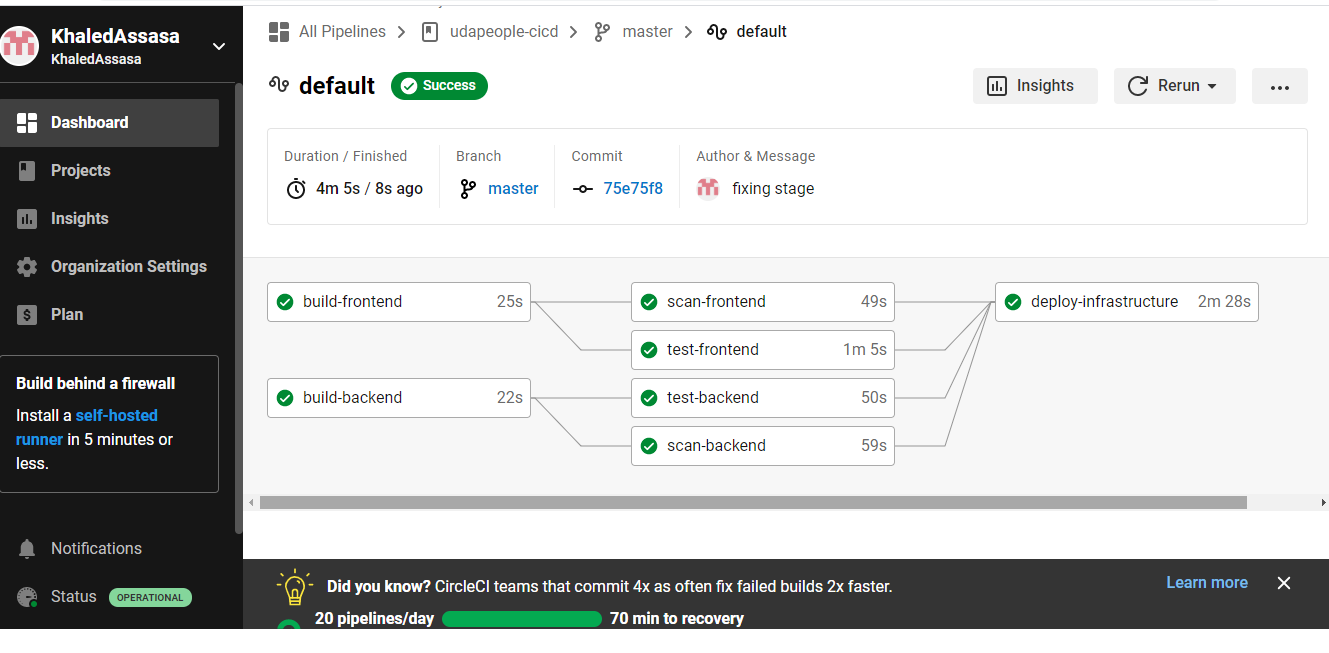 KhaledAssasa
KhaledAssasa
Dashboard
Projects
Insights
Organization Settings
Plan
Build behind a firewall
Install a self-hosted
runner in 5 minutes or
less.
Notifications
Status OPERATIONAL
All Pipelines udapeople-cicd master default
default Success Insights Rerun ...
Duration / Finished Branch Commit Author & Message
4m 5s / 8s ago master 75e75f8 fixing stage
build-frontend 25s scan-frontend 49s deploy-infrastructure 2m 28s
test-frontend 1m 5s
build-backend 22s test-backend 50s
scan-backend 59s
Did you know? CircleCI teams that commit 4x as often fix failed builds 2x faster. Learn more
20 pipelines/day 70 min to recovery